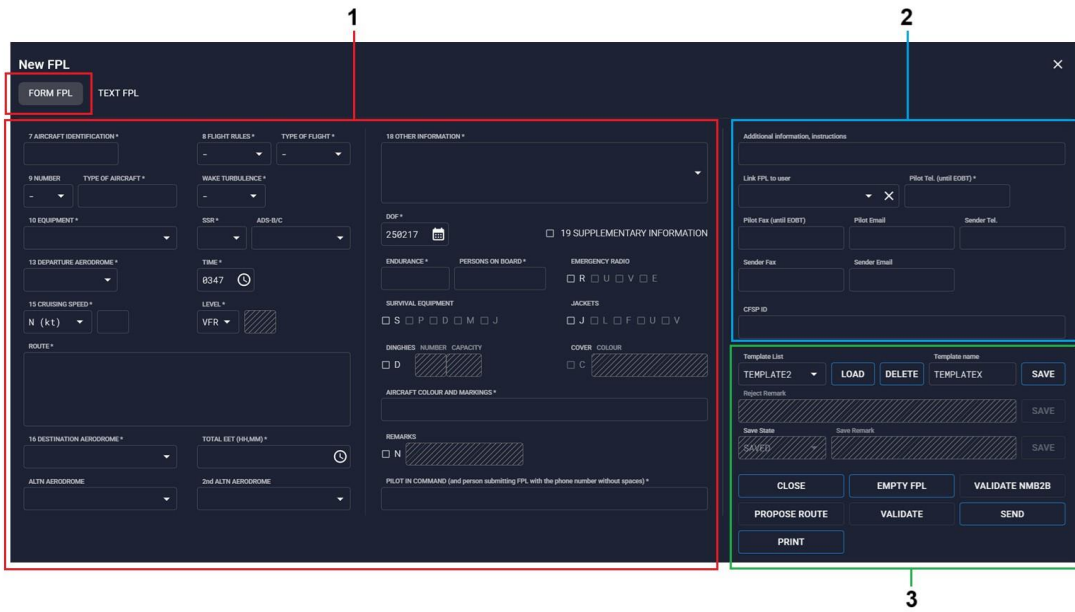 1
2
New FPL
FORM FPL
TEXT FPL
7 AIRCRAFT IDENTIFICATION *
8 FLIGHT RULES *
TYPE OF FLIGHT *
-
-
9 NUMBER
TYPE OF AIRCRAFT *
WAKE TURBULENCE *
-
-
10 EQUIPMENT *
SSR *
ADS-B/C
13 DEPARTURE AERODROME *
TIME *
0347
15 CRUISING SPEED *
LEVEL *
N (kt)
VFR
ROUTE *
16 DESTINATION AERODROME *
TOTAL EET (HH,MM) *
ALTN AERODROME
2nd ALTN AERODROME
18 OTHER INFORMATION *
DOF *
250217
19 SUPPLEMENTARY INFORMATION
ENDURANCE *
PERSONS ON BOARD *
EMERGENCY RADIO
R U V E
SURVIVAL EQUIPMENT
JACKETS
S P D M J
J L F U V
DINGHIES NUMBER CAPACITY
COVER COLOUR
D
C
AIRCRAFT COLOUR AND MARKINGS *
REMARKS
N
PILOT IN COMMAND (and person submitting FPL with the phone number without spaces) *
Additional information, instructions
Link FPL to user
Pilot Tel. (until EOBT) *
Pilot Fax (until EOBT)
Pilot Email
Sender Tel.
Sender Fax
Sender Email
CFSP ID
Template List
Template name
TEMPLATE2
LOAD
DELETE
TEMPLATEX
SAVE
Reject Remark
SAVE
Save State
Save Remark
SAVED
SAVE
CLOSE
EMPTY FPL
VALIDATE NMB2B
PROPOSE ROUTE
VALIDATE
SEND
PRINT
3